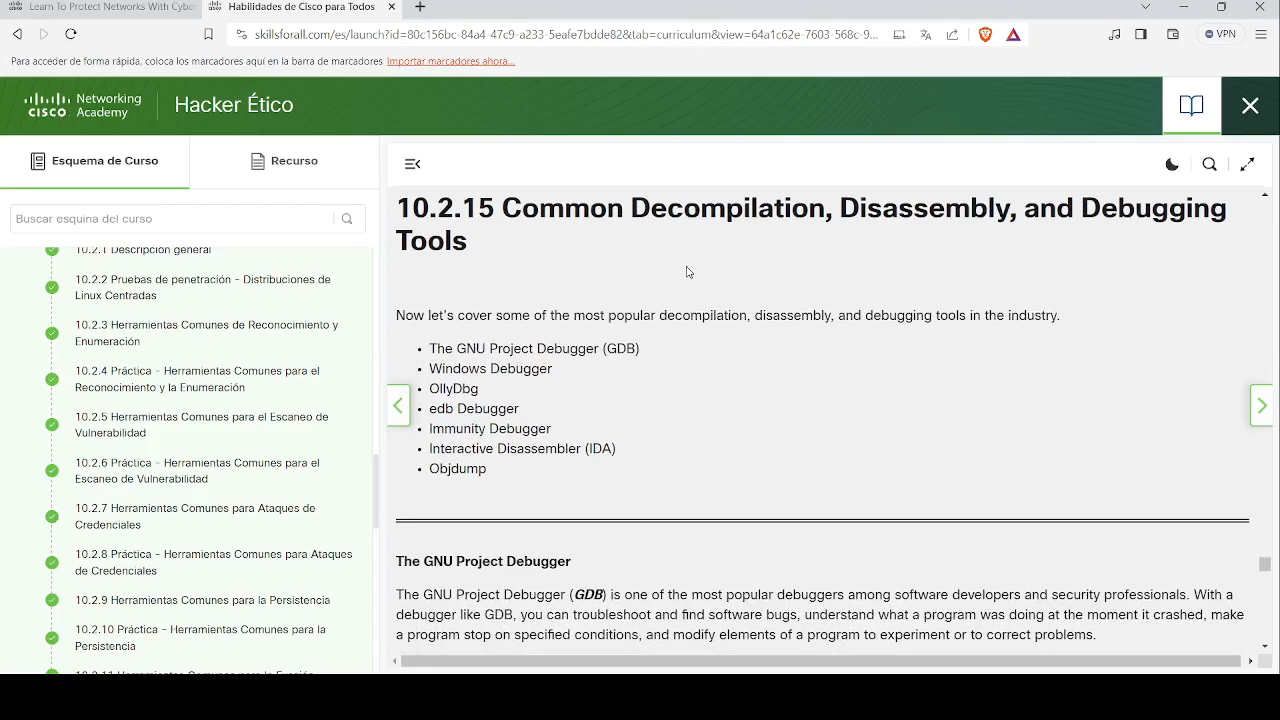 Learn To Protect Networks With Cyber
Habilidades de Cisco para Todos
skillsforall.com/es/launch?id=80c156bc-84a4-47c9-a233-5eafe7bdde82&tab=curriculum&view=64a1c62e-7603-568c-9...
VPN
Para acceder de forma rápida, coloca los marcadores aquí en la barra de marcadores Importar marcadores ahora...
cisco Networking Academy
Hacker Ético
Esquema de Curso
Recurso
Buscar esquina del curso
10.2.1 Descripción general
10.2.2 Pruebas de penetración - Distribuciones de
Linux Centradas
10.2.3 Herramientas Comunes de Reconocimiento y
Enumeración
10.2.4 Práctica - Herramientas Comunes para el
Reconocimiento y la Enumeración
10.2.5 Herramientas Comunes para el Escaneo de
Vulnerabilidad
10.2.6 Práctica - Herramientas Comunes para el
Escaneo de Vulnerabilidad
10.2.7 Herramientas Comunes para Ataques de
Credenciales
10.2.8 Práctica - Herramientas Comunes para Ataques
de Credenciales
10.2.9 Herramientas Comunes para la Persistencia
10.2.10 Práctica - Herramientas Comunes para la
Persistencia
10.2.11 Herramientas Comunes para la Evasión
10.2.15 Common Decompilation, Disassembly, and Debugging
Tools
Now let's cover some of the most popular decompilation, disassembly, and debugging tools in the industry.
• The GNU Project Debugger (GDB)
• Windows Debugger
• OllyDbg
• edb Debugger
• Immunity Debugger
• Interactive Disassembler (IDA)
• Objdump
The GNU Project Debugger
The GNU Project Debugger (GDB) is one of the most popular debuggers among software developers and security professionals. With a
debugger like GDB, you can troubleshoot and find software bugs, understand what a program was doing at the moment it crashed, make
a program stop on specified conditions, and modify elements of a program to experiment or to correct problems.